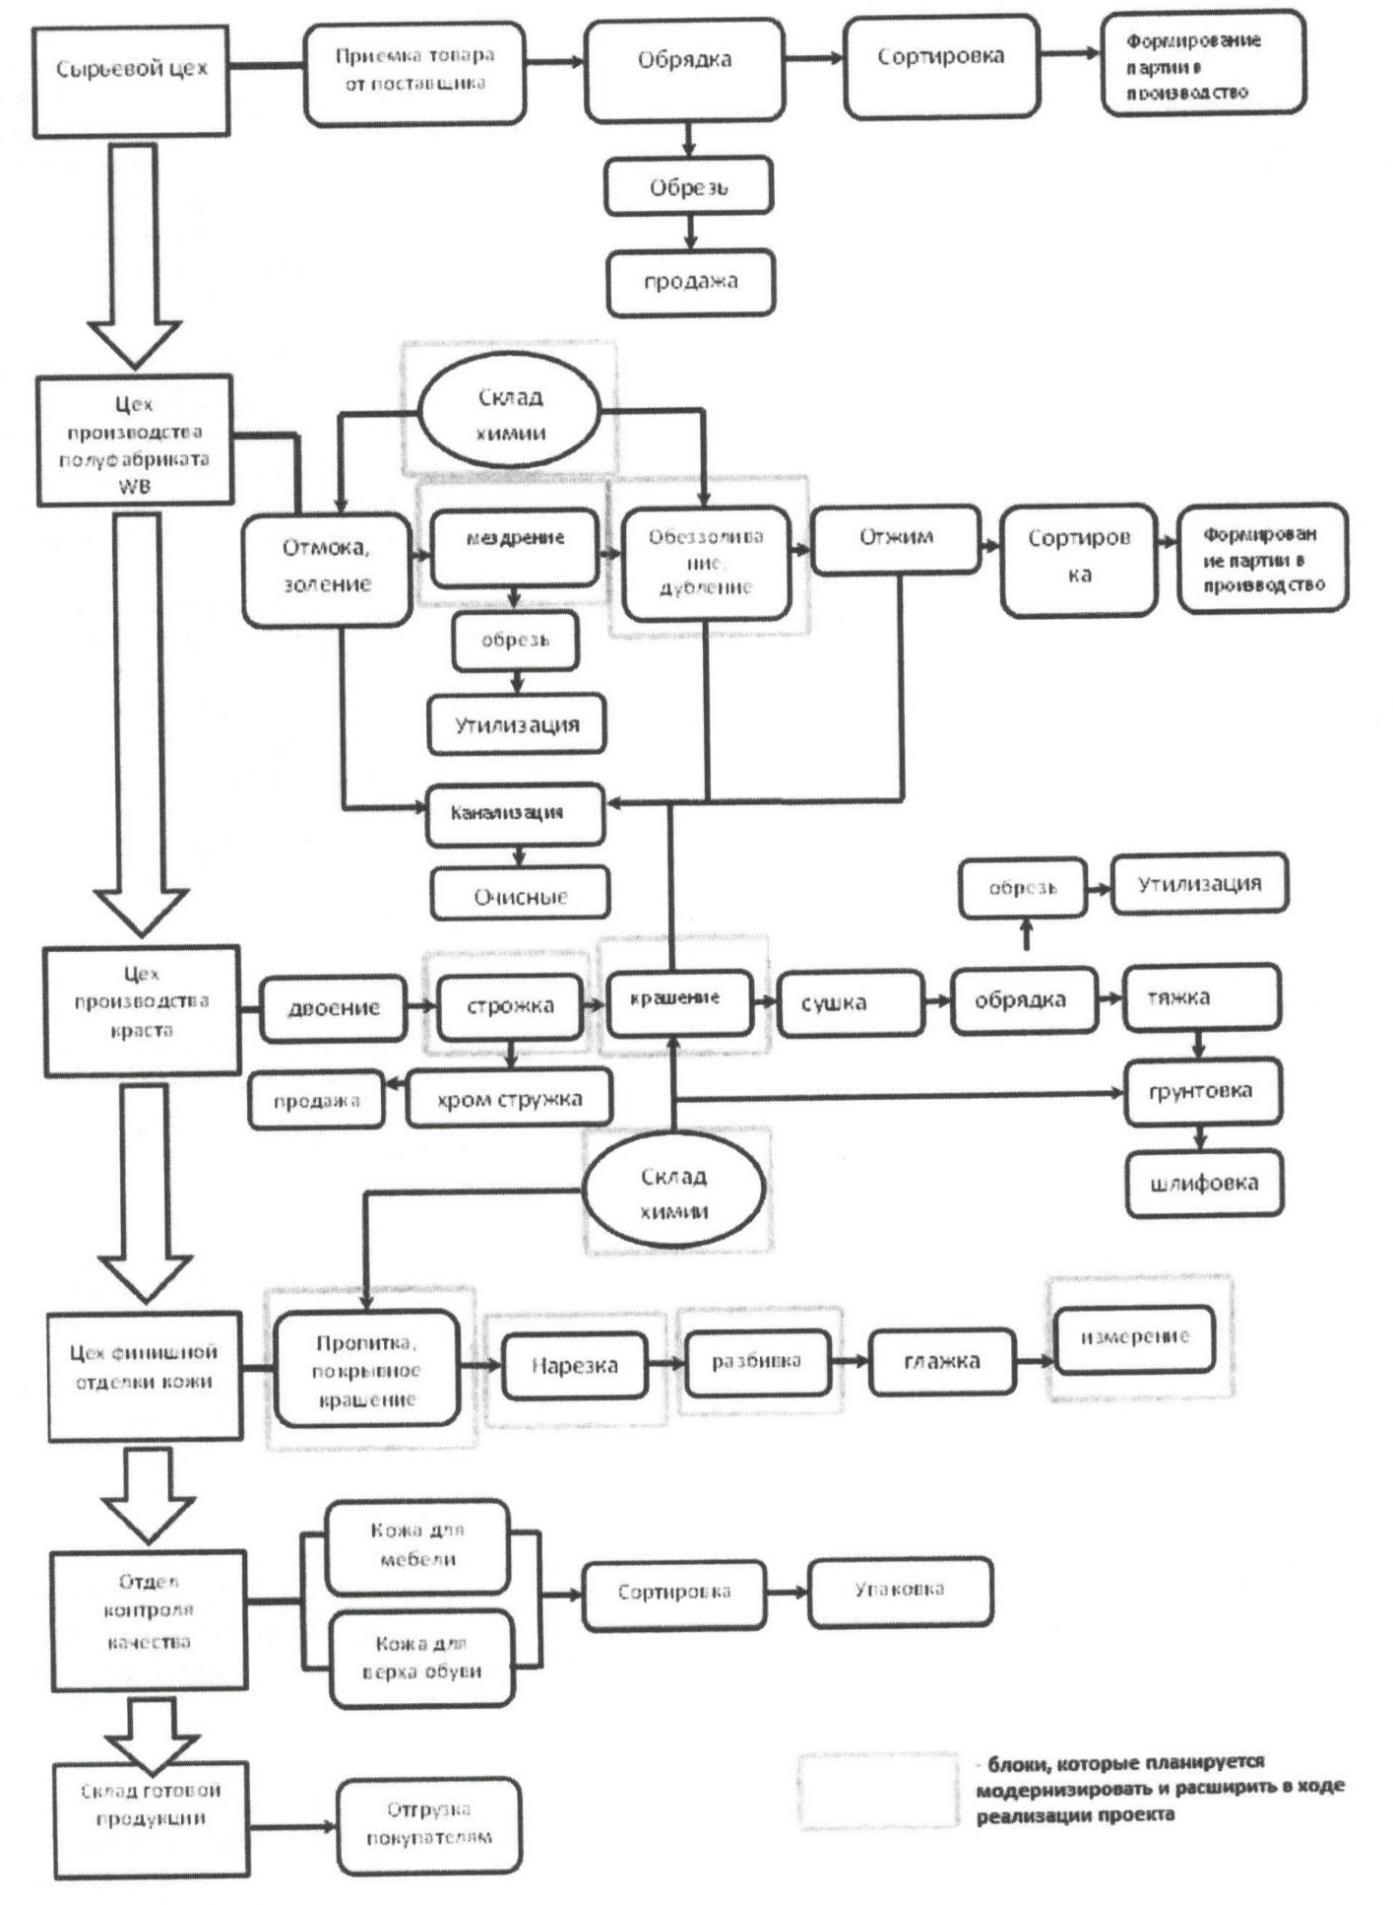 Сырьевой цех
Приемка товара
от поставщика
Обрядка
Сортировка
Формирование
партии в
производство
Обрезь
продажа
Склад
химии
Цех
производства
полуфабриката
WB
Отмока,
золение
мездрение
Обеззолива
ние,
дубление
Отжим
Сортиров
ка
Формирован
ие партии в
производство
обрезь
Утилизация
Канализация
Очисные
обрезь
Утилизация
Цех
производства
краста
двоение
строжка
крашение
сушка
обрядка
тяжка
продажа
хром стружка
грунтовка
шлифовка
Склад
химии
Цех финишной
отделки кожи
Пропитка,
покрывное
крашение
Нарезка
разбивка
глажка
измерение
Отдел
контроля
качества
Кожа для
мебели
Кожа для
верха обуви
Сортировка
Упаковка
Склад готовой
продукции
Отгрузка
покупателям
- блоки, которые планируется
модернизировать и расширить в ходе
реализации проекта